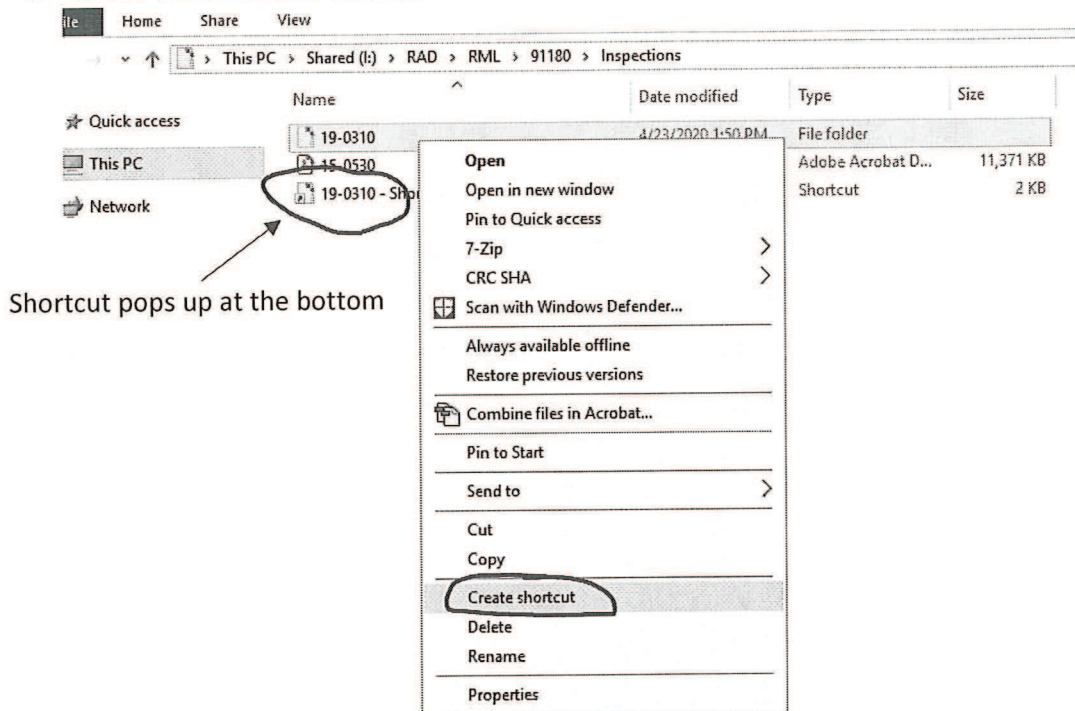 ile Home Share View
This PC > Shared (I:) > RAD > RML > 91180 > Inspections
Name Date modified Type Size
Quick access
This PC
Network
19-0310 4/23/2020 1:50 PM File folder
15-0530 Adobe Acrobat D... 11,371 KB
19-0310 - Sho Shortcut 2 KB
Shortcut pops up at the bottom
Open
Open in new window
Pin to Quick access
7-Zip >
CRC SHA >
Scan with Windows Defender...
Always available offline
Restore previous versions
Combine files in Acrobat...
Pin to Start
Send to >
Cut
Copy
Create shortcut
Delete
Rename
Properties